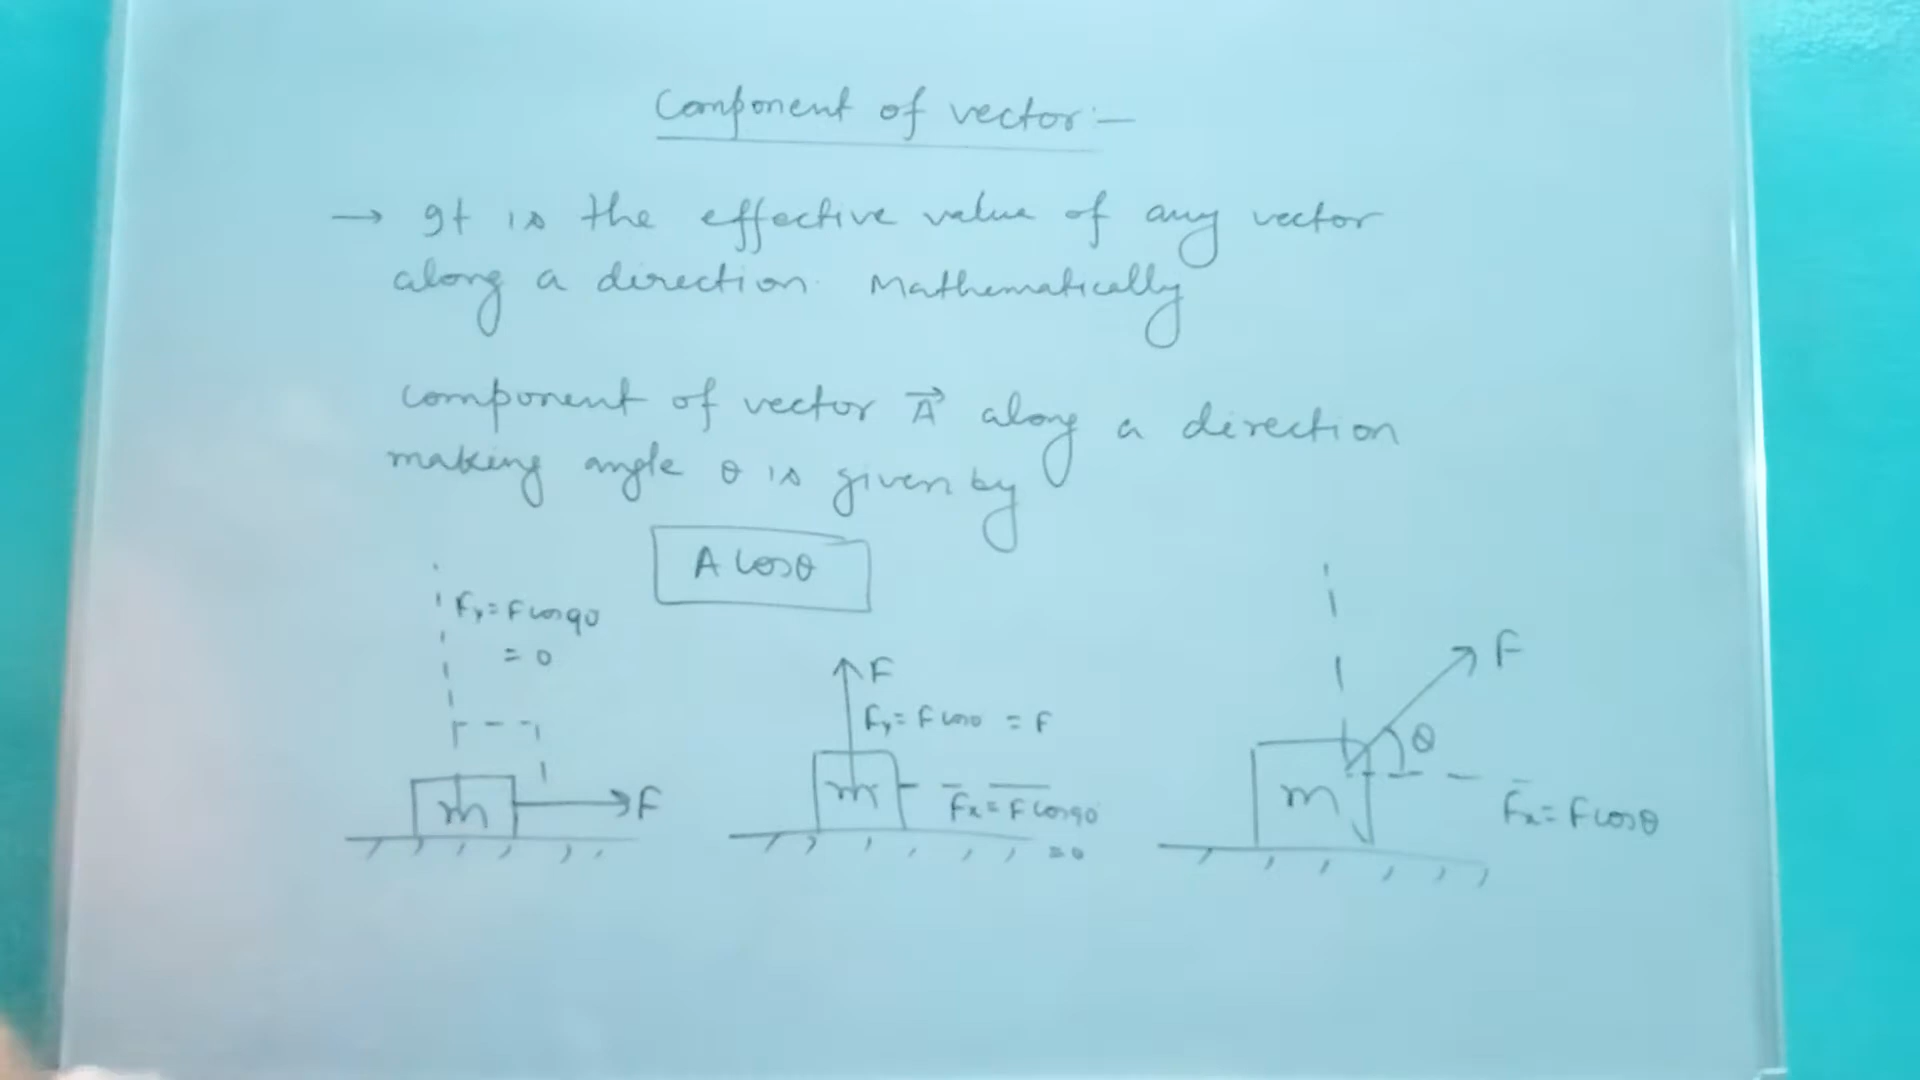 Component of vector:-
→ It is the effective value of any vector
along a direction. Mathematically
component of vector A⃗ along a direction
making angle θ is given by
A cosθ
Fy = F cos90
= 0
m
F
F
Fy = F cos0 = F
m
Fx = F cos90
= 0
F
θ
m
Fx = F cosθ